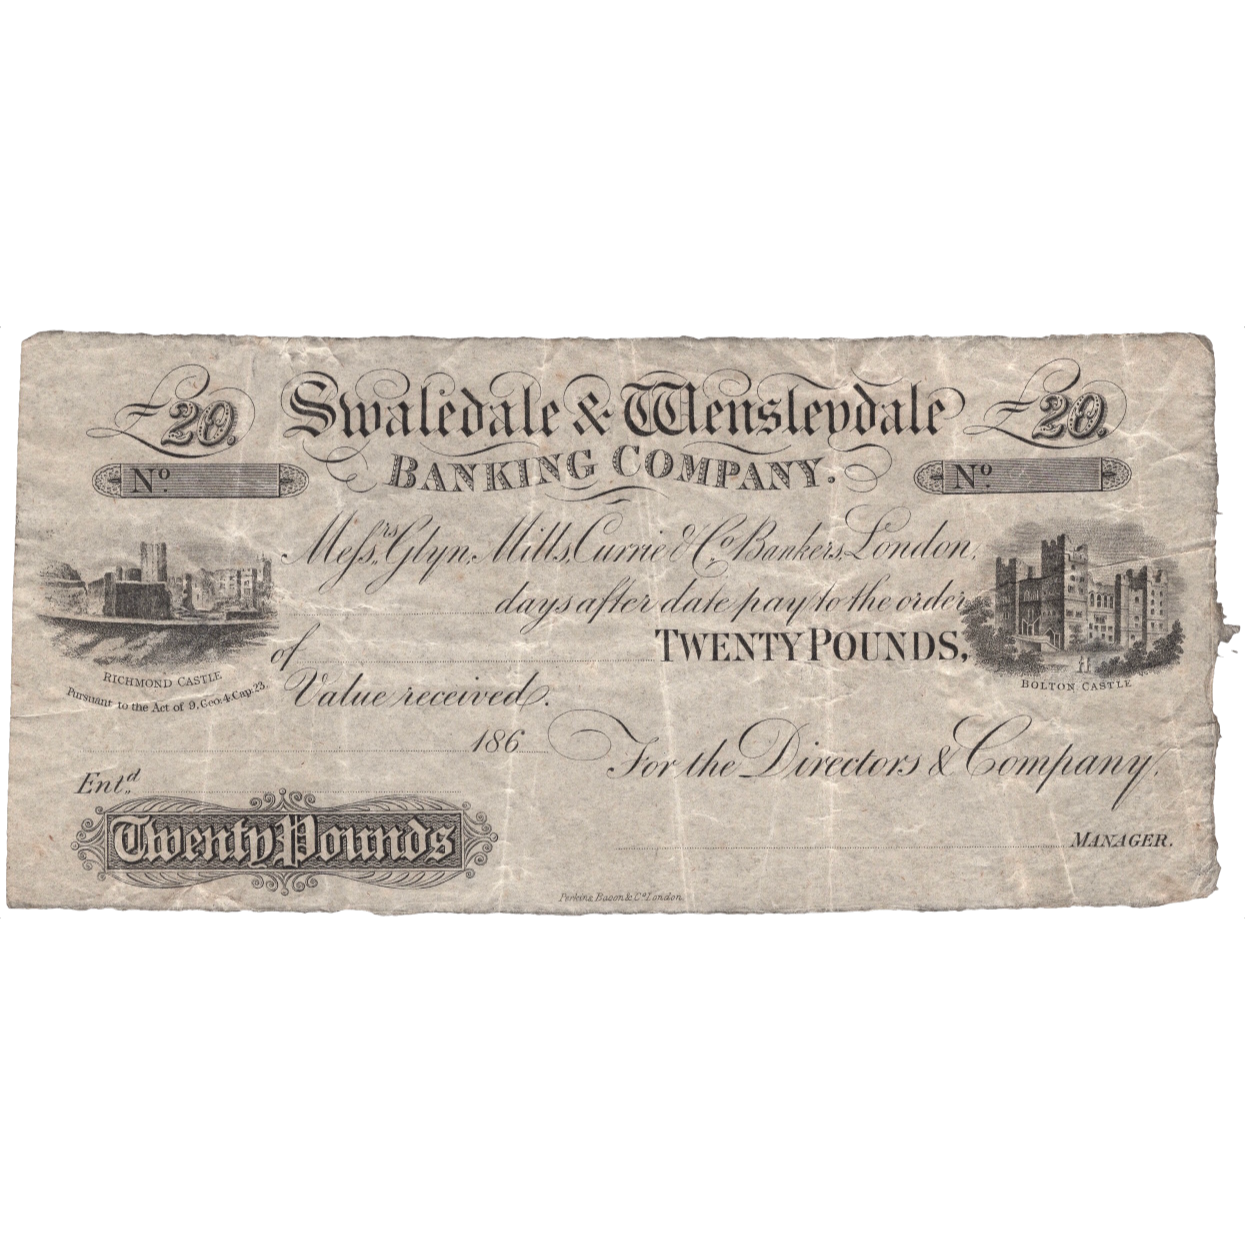 £20. Swaledale & Wensleydale £20.
BANKING COMPANY.
Nº. Nº.
Messrs. Glyn, Mills, Currie & Co. Bankers, London.
days after date pay to the order
of TWENTY POUNDS,
Value received.
RICHMOND CASTLE
Pursuant to the Act of 9, Geo: 4: Cap: 23.
BOLTON CASTLE
186
For the Directors & Company.
Entd.
Twenty Pounds
MANAGER.
Perkins, Bacon & Co. London.